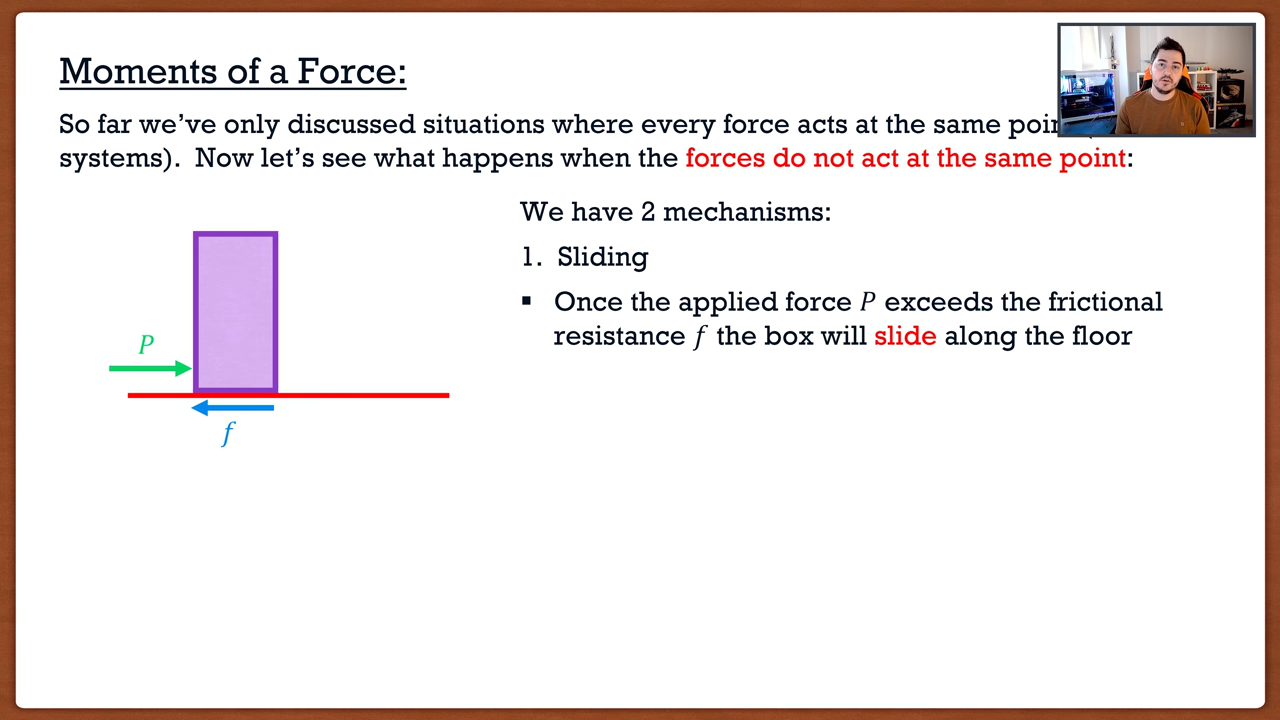 Moments of a Force:
So far we've only discussed situations where every force acts at the same
systems). Now let's see what happens when the forces do not act at the same point:
We have 2 mechanisms:
1. Sliding
▪ Once the applied force P exceeds the frictional
resistance f the box will slide along the floor
P
f